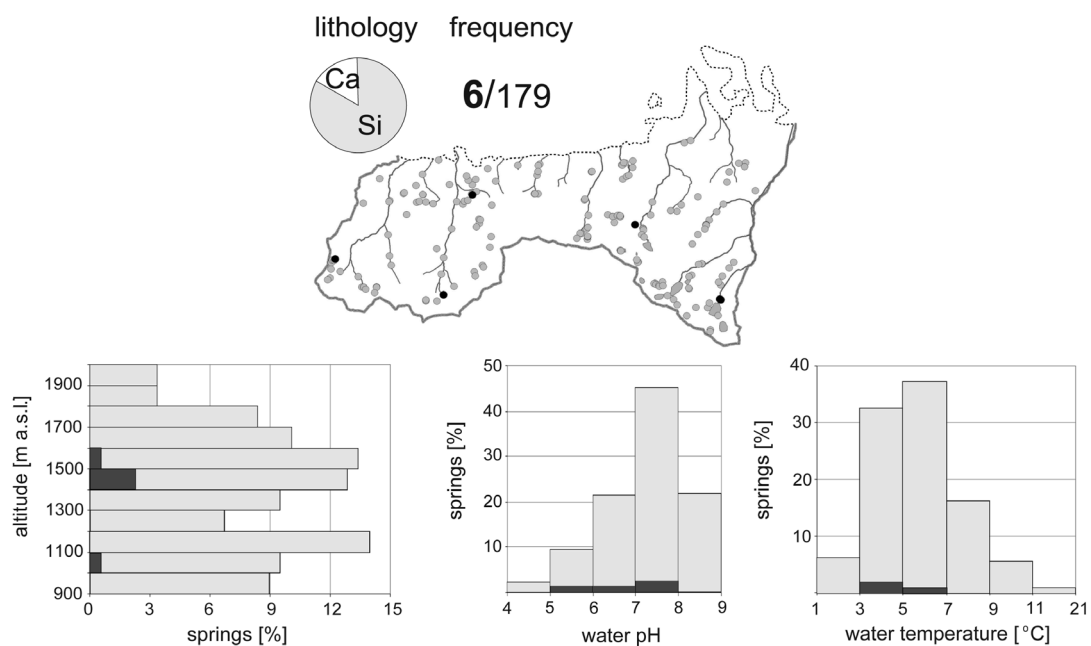 lithology frequency
Ca
Si
6/179
altitude [m a.s.l.]
1900
1700
1500
1300
1100
900
0 3 6 9 12 15
springs [%]
springs [%]
50
40
30
20
10
4 5 6 7 8 9
water pH
springs [%]
40
30
20
10
1 3 5 7 9 11 21
water temperature [°C]